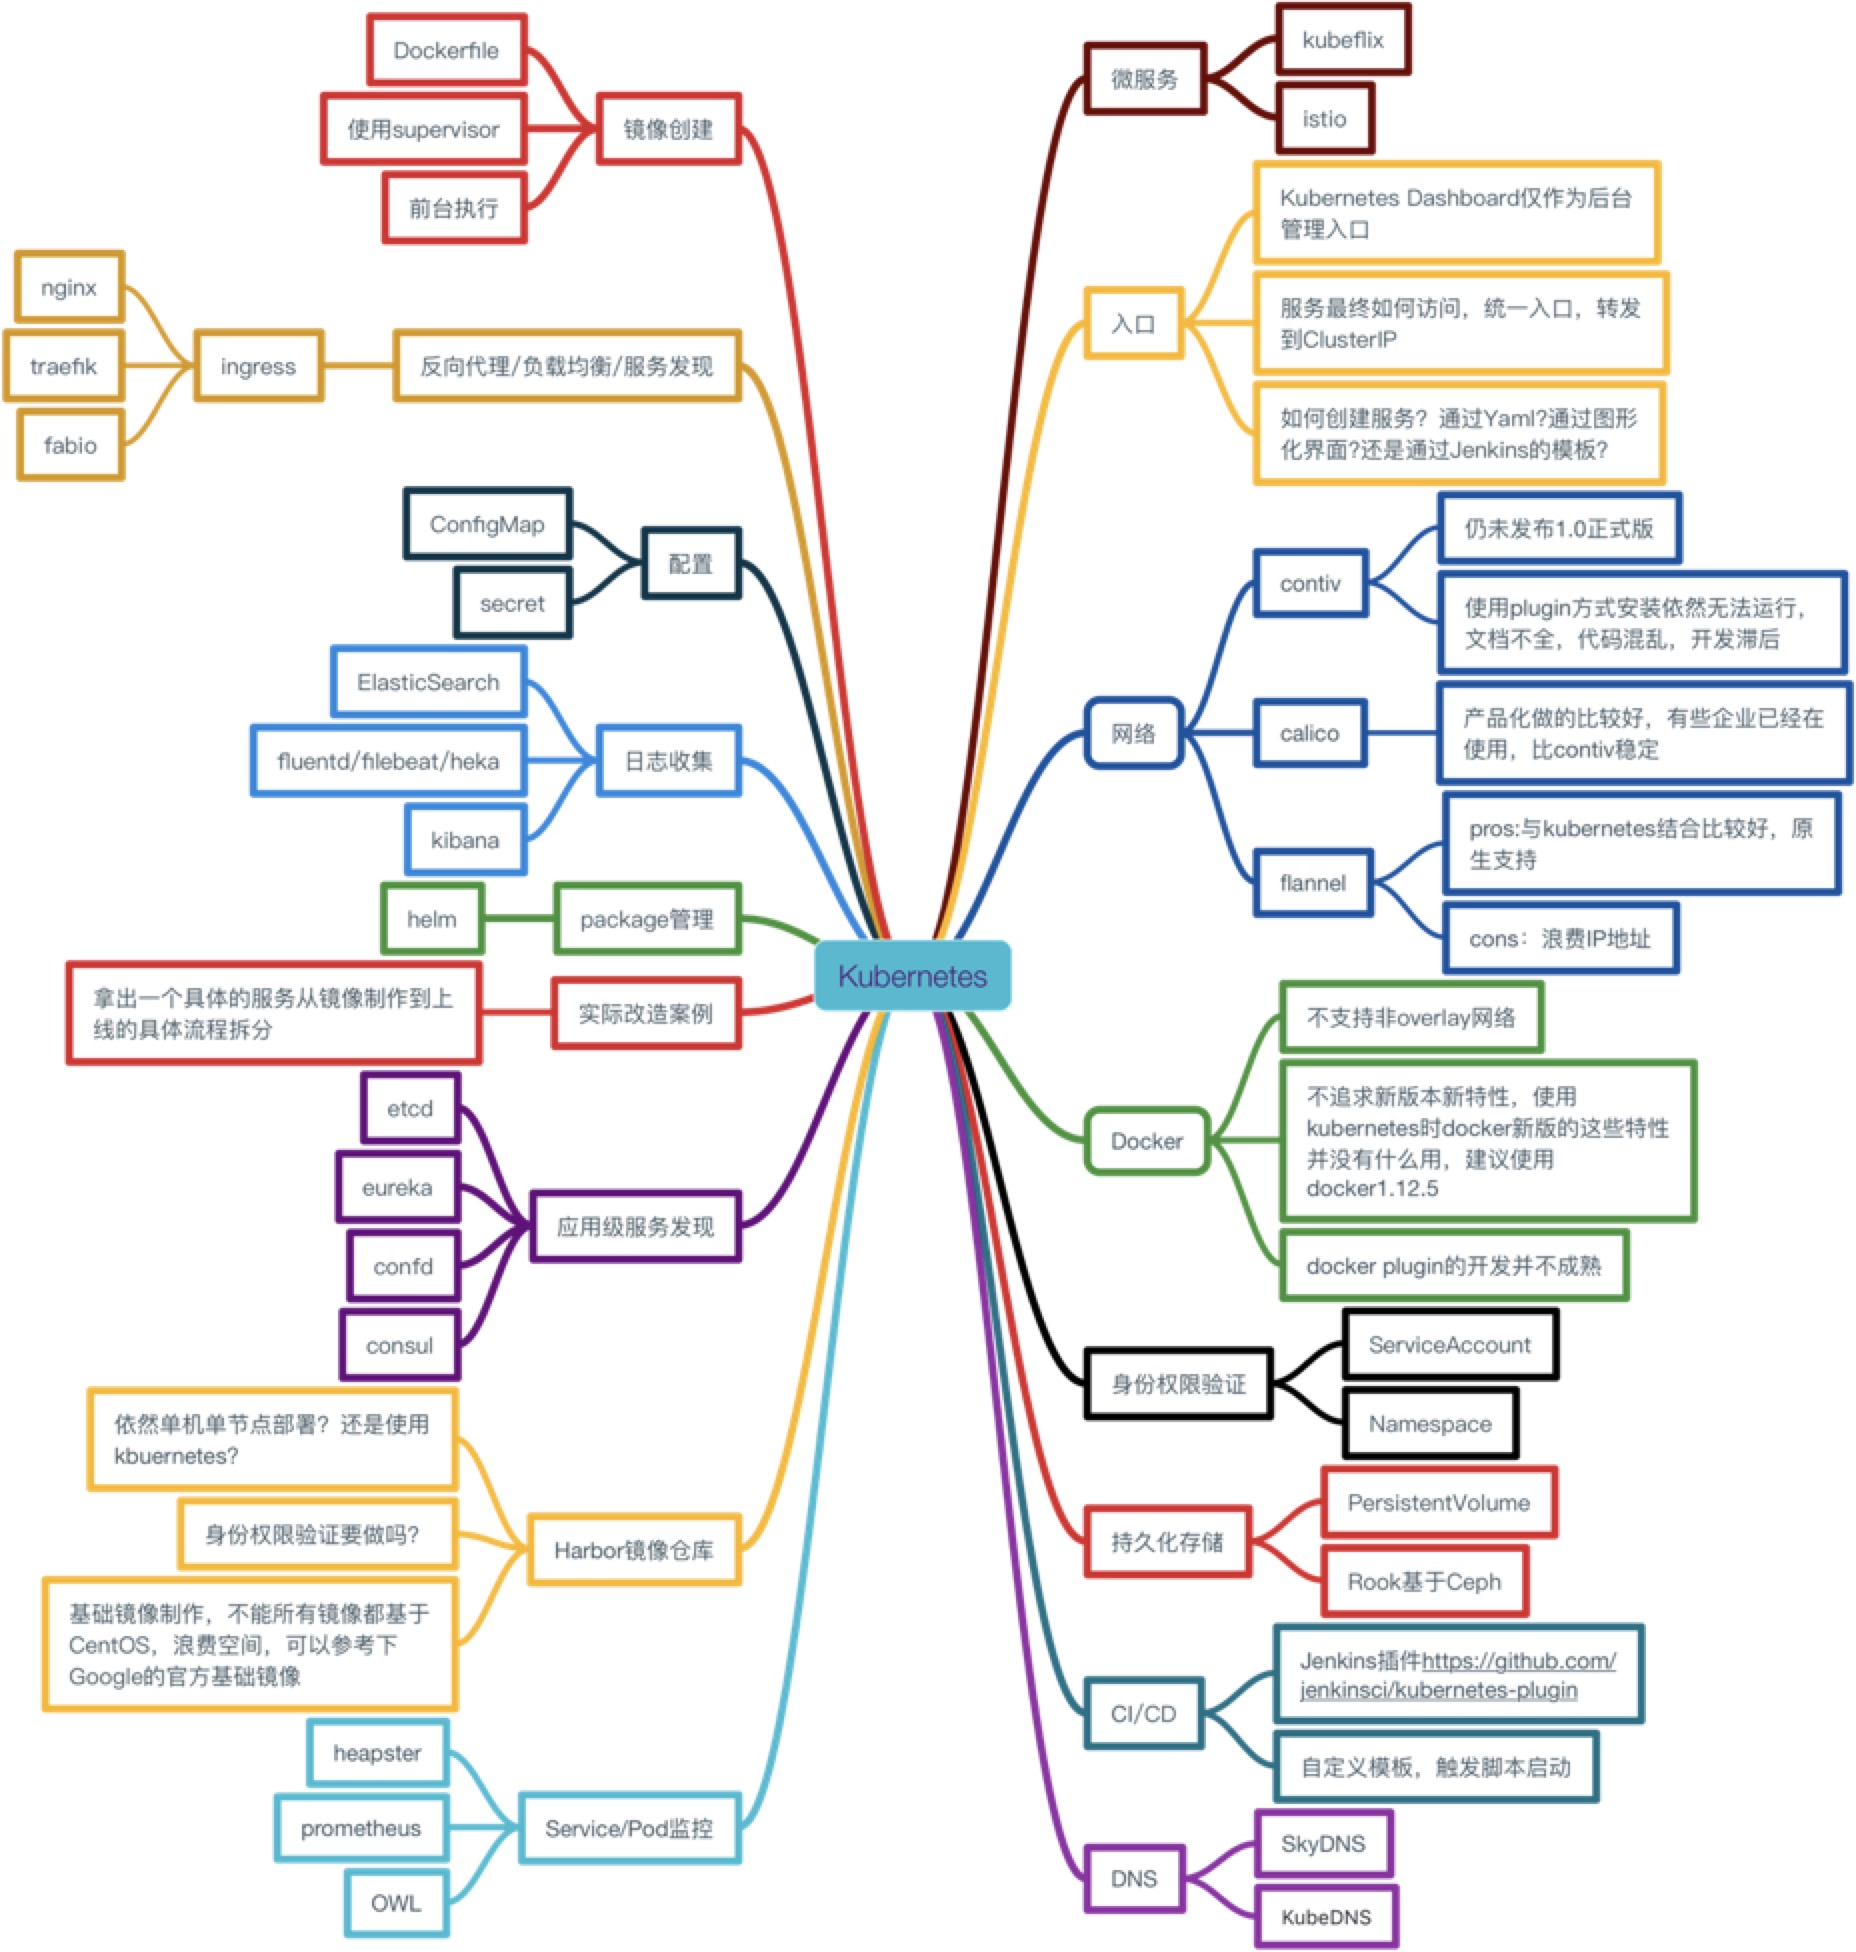 Dockerfile
使用supervisor
前台执行
镜像创建
nginx
traefik
fabio
ingress
反向代理/负载均衡/服务发现
ConfigMap
secret
配置
ElasticSearch
fluentd/filebeat/heka
kibana
日志收集
helm
package管理
拿出一个具体的服务从镜像制作到上
线的具体流程拆分
实际改造案例
etcd
eureka
confd
consul
应用级服务发现
依然单机单节点部署？还是使用
kbuernetes?
身份权限验证要做吗?
基础镜像制作，不能所有镜像都基于
CentOS，浪费空间，可以参考下
Google的官方基础镜像
Harbor镜像仓库
heapster
prometheus
OWL
Service/Pod监控
Kubernetes
微服务
kubeflix
istio
入口
Kubernetes Dashboard仅作为后台
管理入口
服务最终如何访问，统一入口，转发
到ClusterIP
如何创建服务？通过Yaml?通过图形
化界面?还是通过Jenkins的模板?
网络
contiv
仍未发布1.0正式版
使用plugin方式安装依然无法运行，
文档不全，代码混乱，开发滞后
calico
产品化做的比较好，有些企业已经在
使用，比contiv稳定
flannel
pros:与kubernetes结合比较好，原
生支持
cons：浪费IP地址
Docker
不支持非overlay网络
不追求新版本新特性，使用
kubernetes时docker新版的这些特性
并没有什么用，建议使用
docker1.12.5
docker plugin的开发并不成熟
身份权限验证
ServiceAccount
Namespace
持久化存储
PersistentVolume
Rook基于Ceph
CI/CD
Jenkins插件https://github.com/
jenkinsci/kubernetes-plugin
自定义模板，触发脚本启动
DNS
SkyDNS
KubeDNS